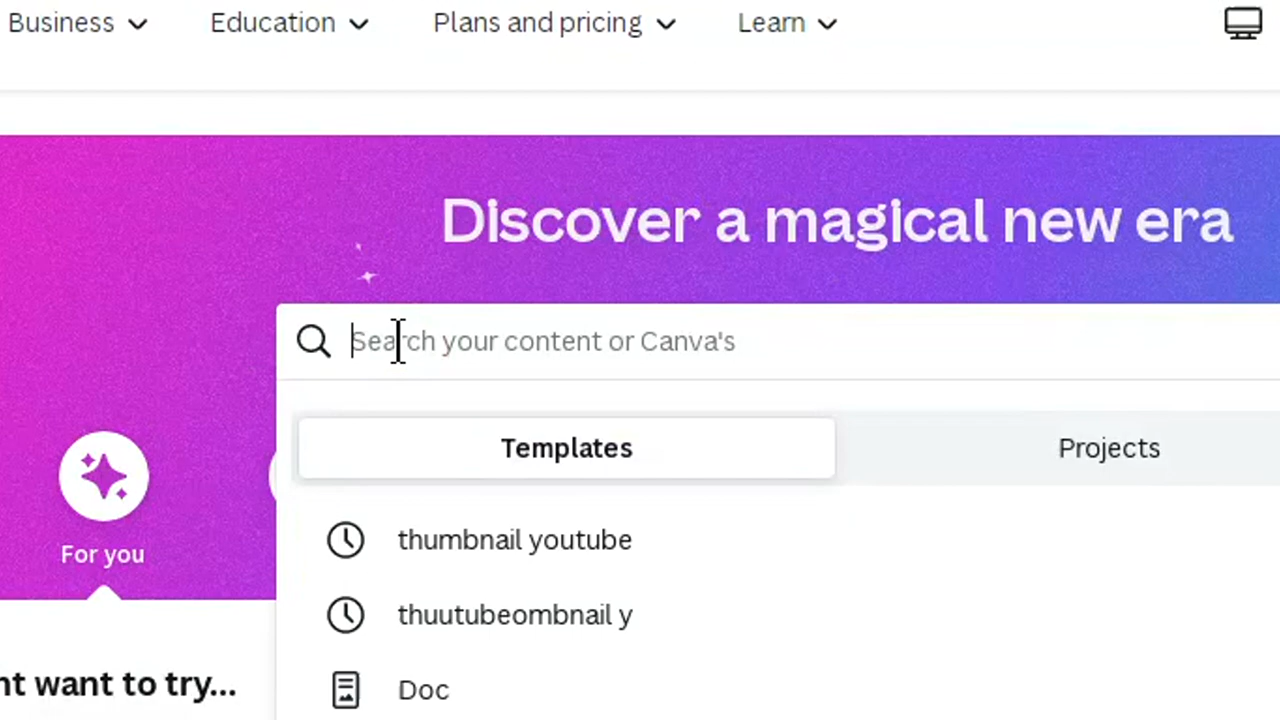 Business Education Plans and pricing Learn
Discover a magical new era
Search your content or Canva's
Templates Projects
thumbnail youtube
For you
thuutubeombnail y
nt want to try...
Doc